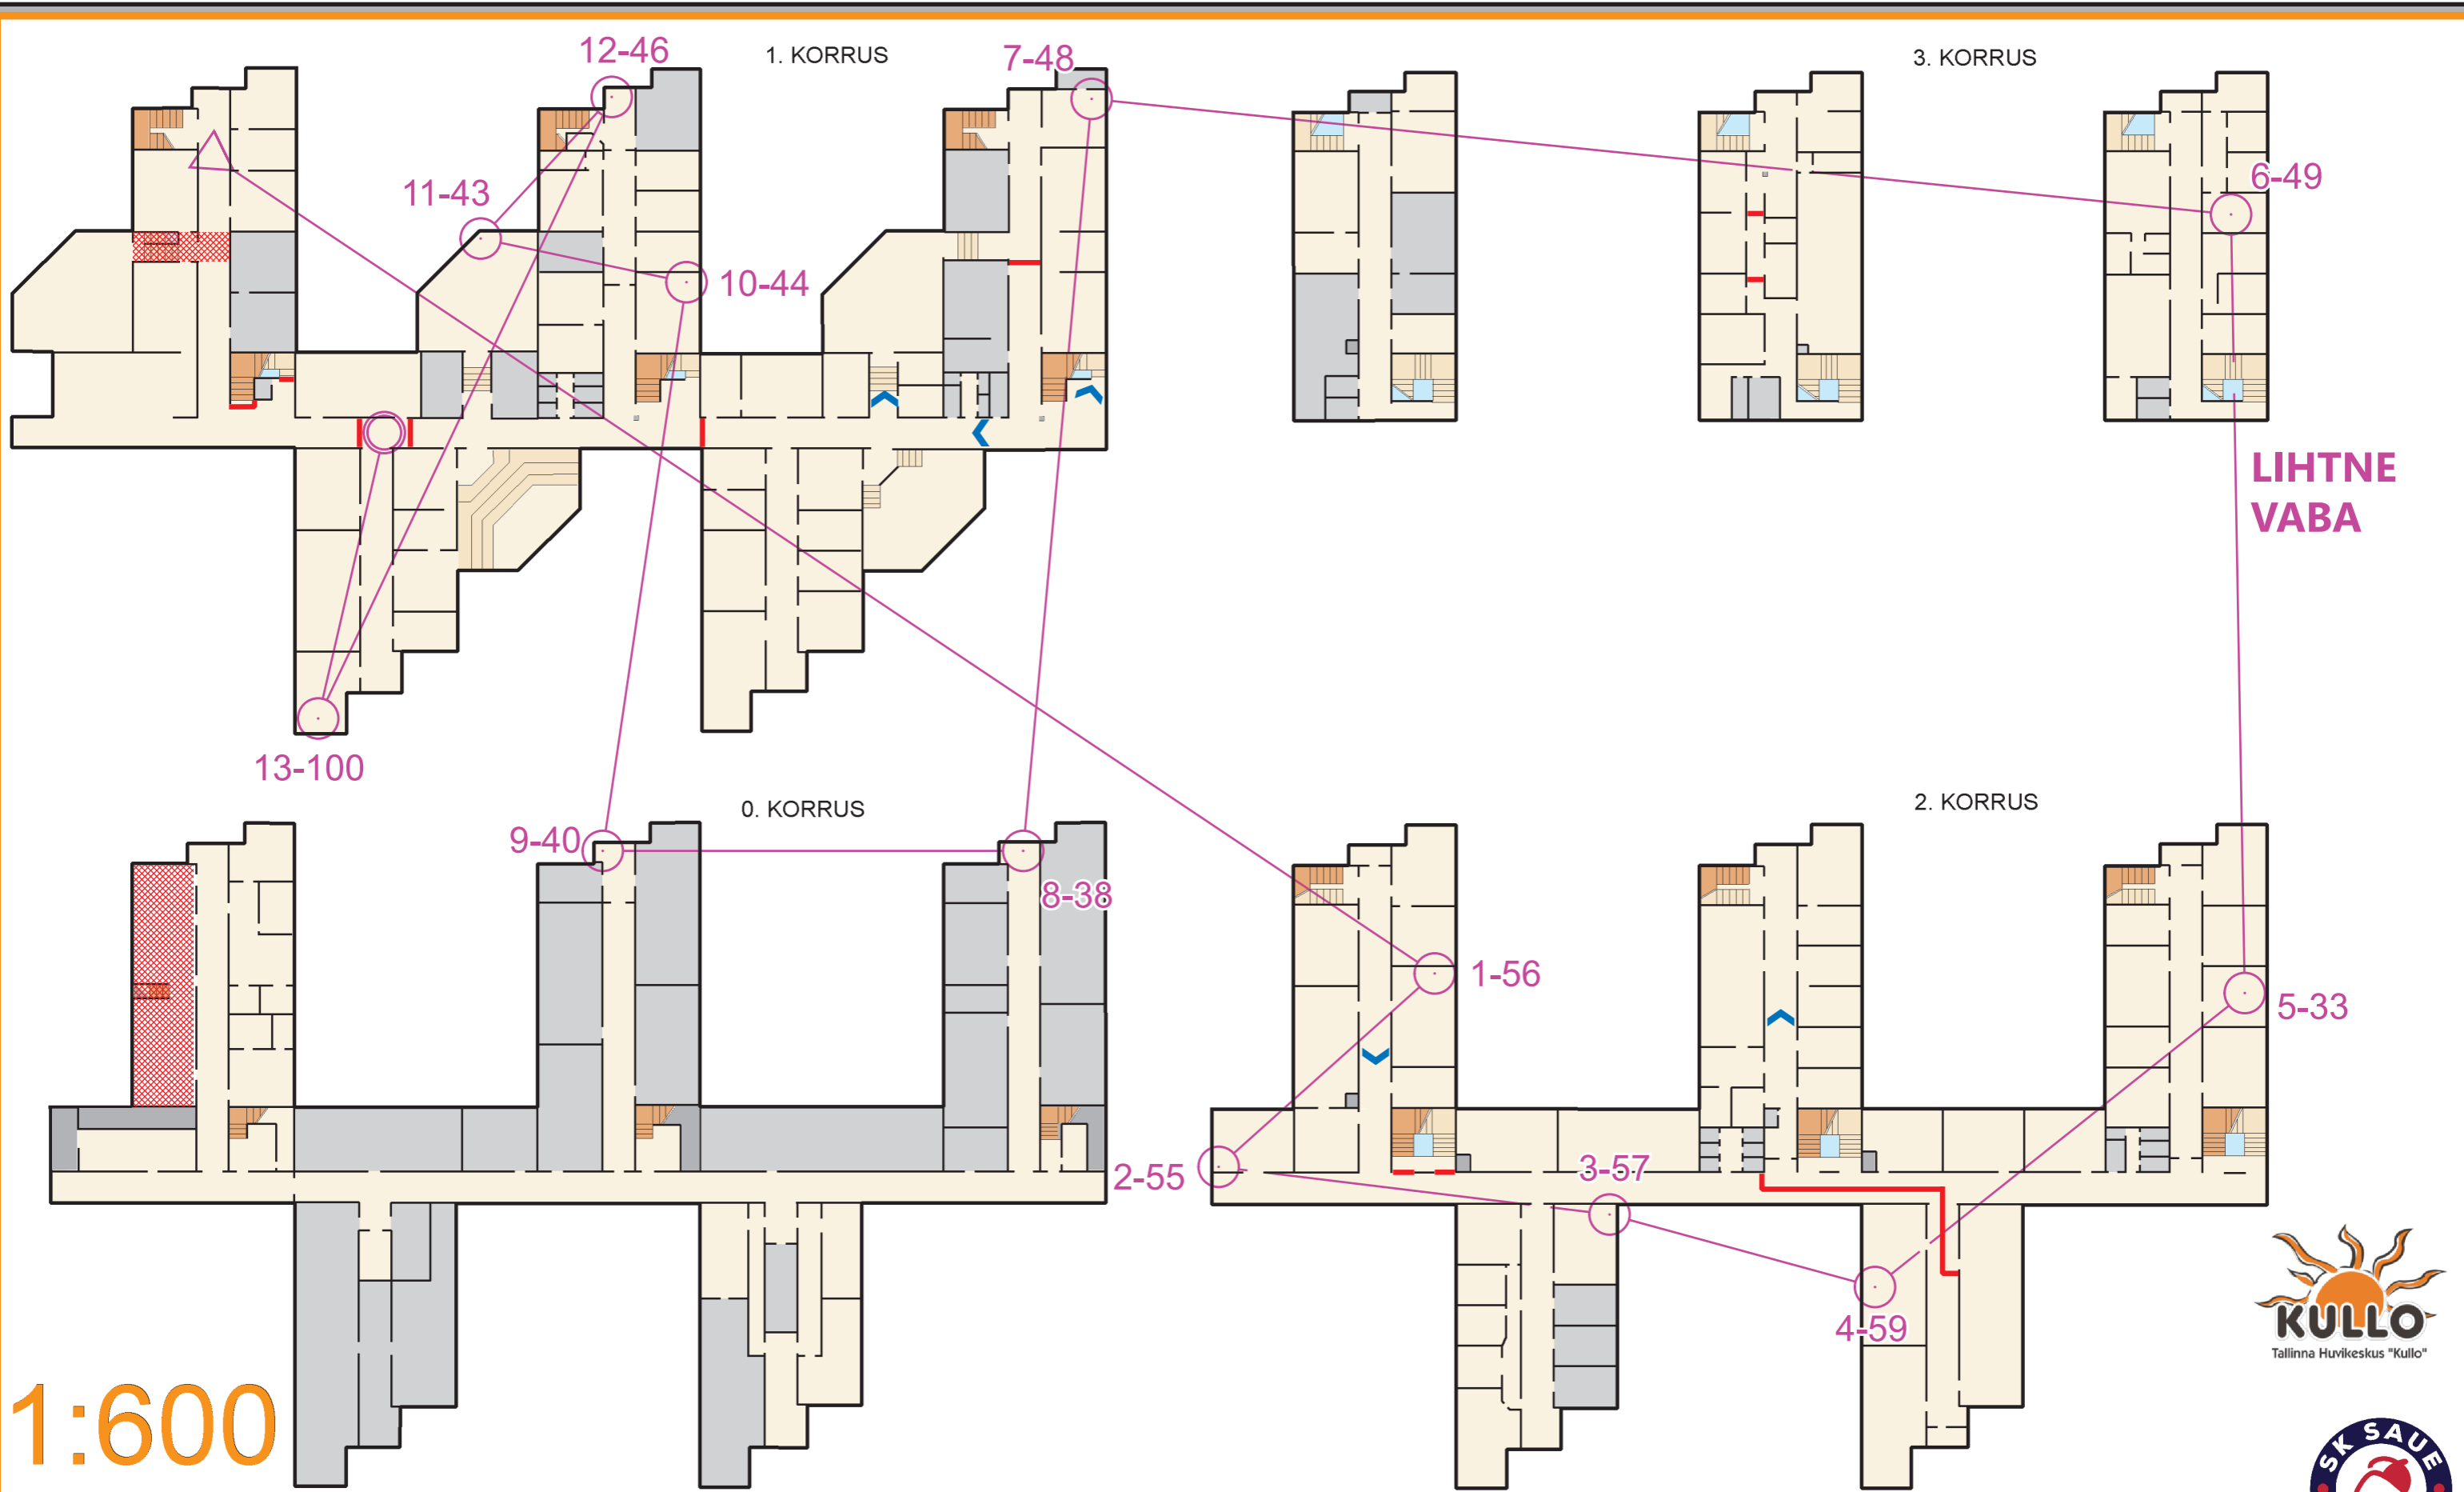 12-46
1. KORRUS
7-48
3. KORRUS
11-43
6-49
10-44
LIHTNE
VABA
13-100
0. KORRUS
2. KORRUS
9-40
8-38
1-56
5-33
2-55
3-57
4-59
KULLO
Tallinna Huvikeskus "Kullo"
1:600
SK SAUE